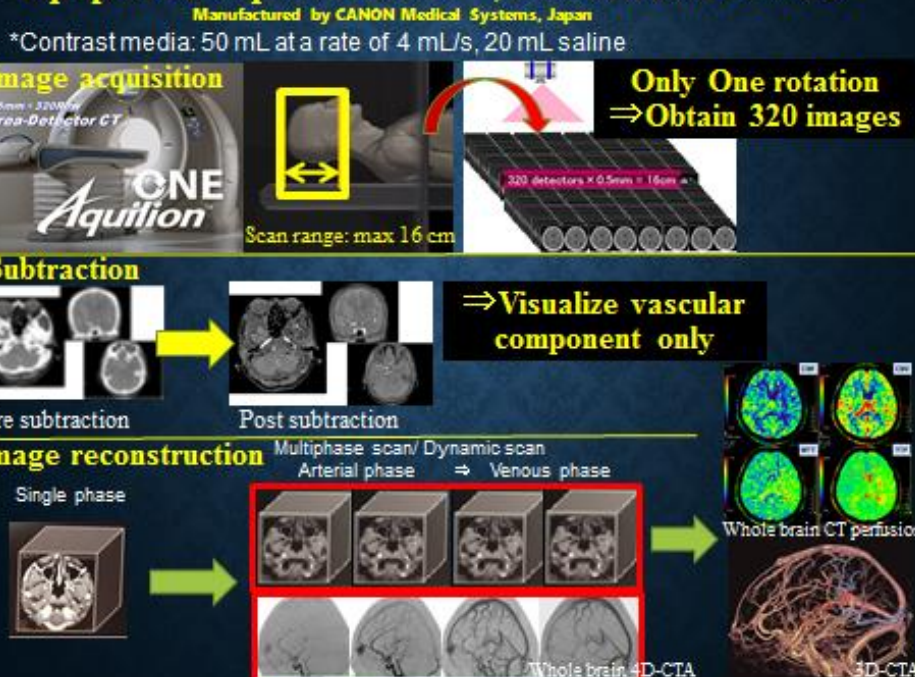 Manufactured by CANON Medical Systems, Japan
*Contrast media: 50 mL at a rate of 4 mL/s, 20 mL saline
mage acquisition
Only One rotation
⇒Obtain 320 images
rea-Detector CT
ONE
Aquilion
Scan range: max 16 cm
320 detectors × 0.5mm = 16cm
Subtraction
⇒Visualize vascular
component only
re subtraction
Post subtraction
mage reconstruction
Multiphase scan/ Dynamic scan
Arterial phase ⇒ Venous phase
Single phase
Whole brain CT perfusion
Whole brain 4D-CTA
3D-CTA